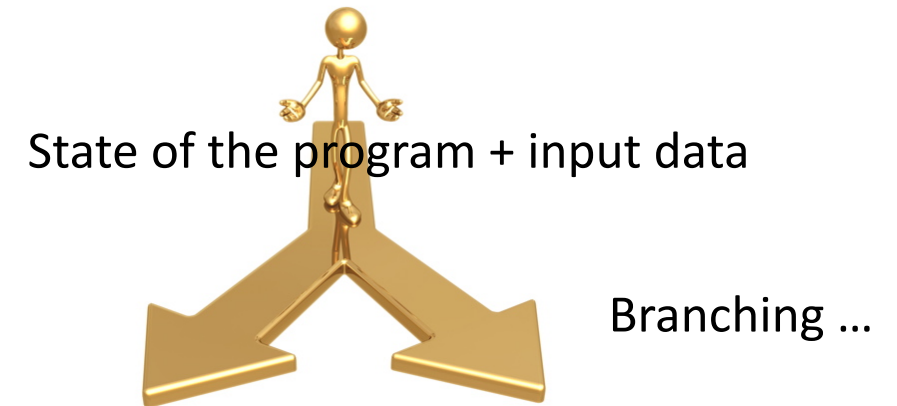 State of the program + input data
Branching ...